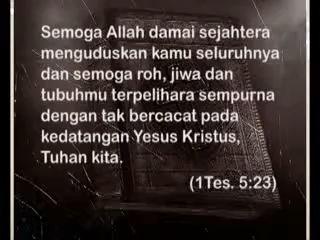 Semoga Allah damai sejahtera
menguduskan kamu seluruhnya
dan semoga roh, jiwa dan
tubuhmu terpelihara sempurna
dengan tak bercacat pada
kedatangan Yesus Kristus,
Tuhan kita.
(1Tes. 5:23)